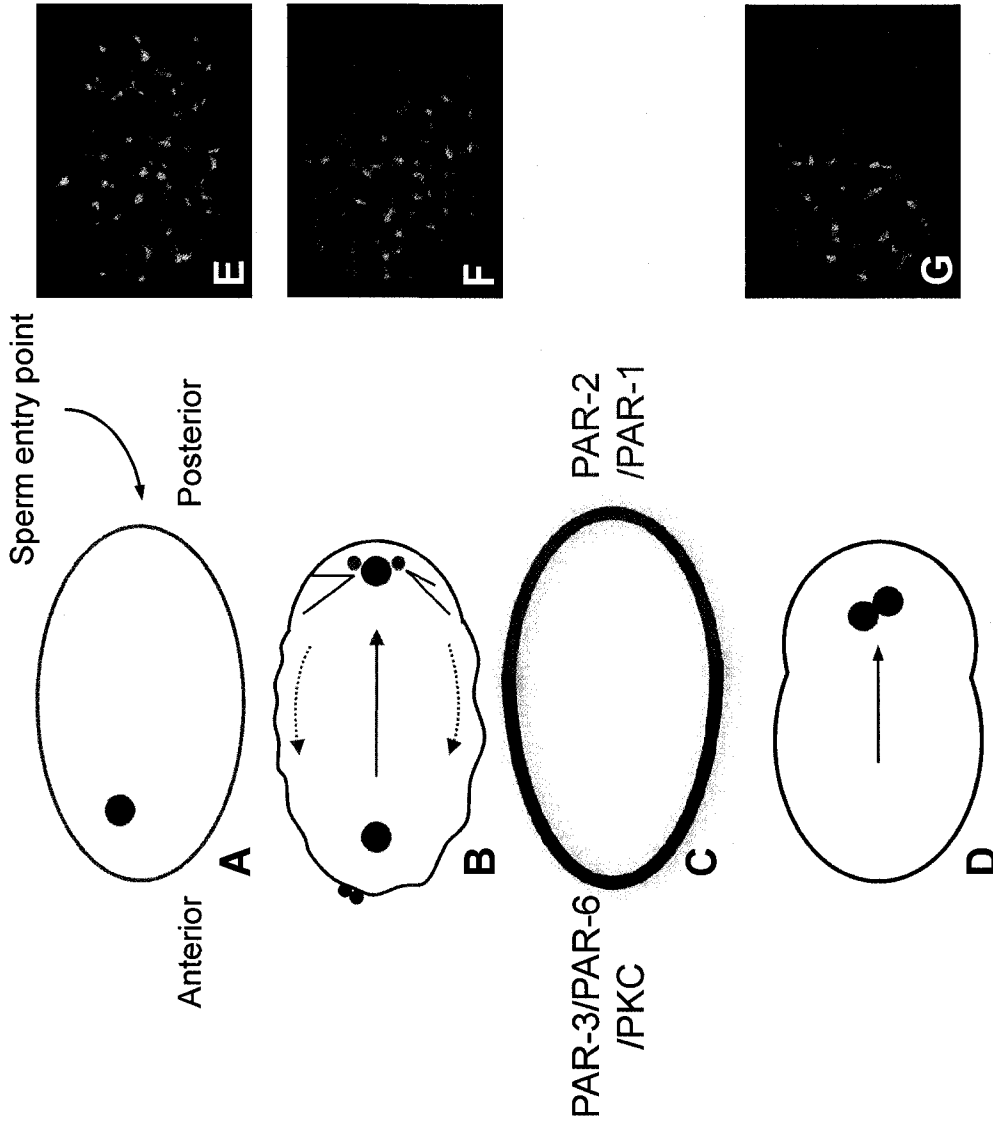 Sperm entry point
Anterior
Posterior
A
E
B
F
PAR-3/PAR-6
/PKC
PAR-2
/PAR-1
C
D
G